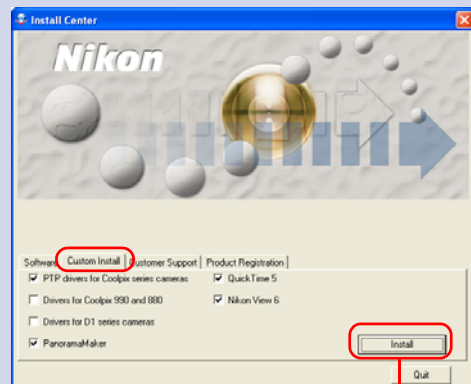 Install Center
Nikon
Software Custom Install Customer Support Product Registration
PTP drivers for Coolpix series cameras
QuickTime 5
Drivers for Coolpix 990 and 880
Nikon View 6
Drivers for D1 series cameras
PanoramaMaker
Install
Quit